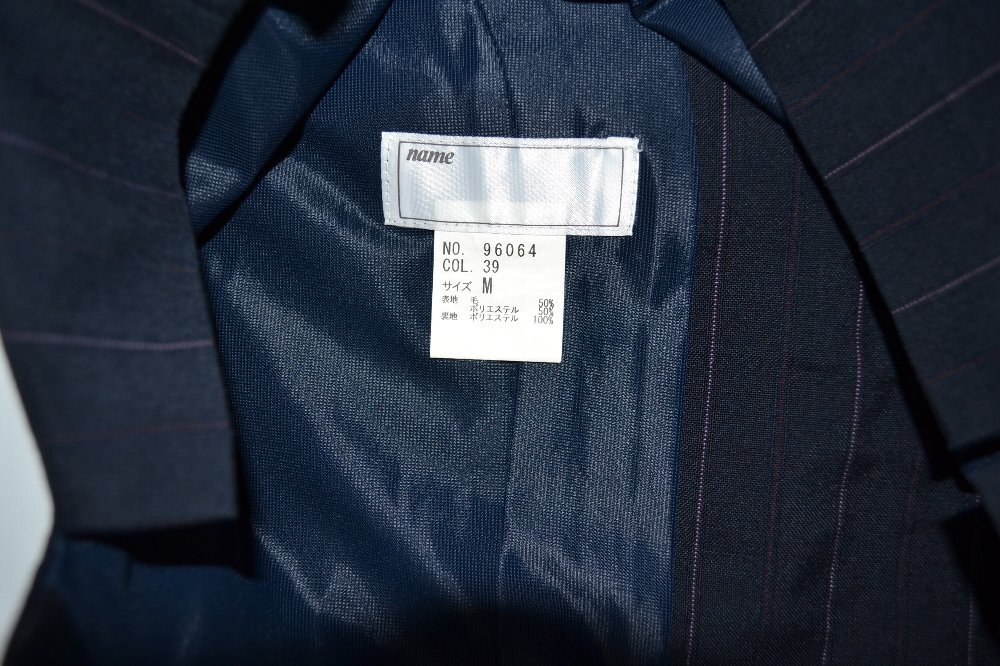 name
NO. 96064
COL. 39
サイズ M
表地 毛 50%
ポリエステル 50%
裏地 ポリエステル 100%